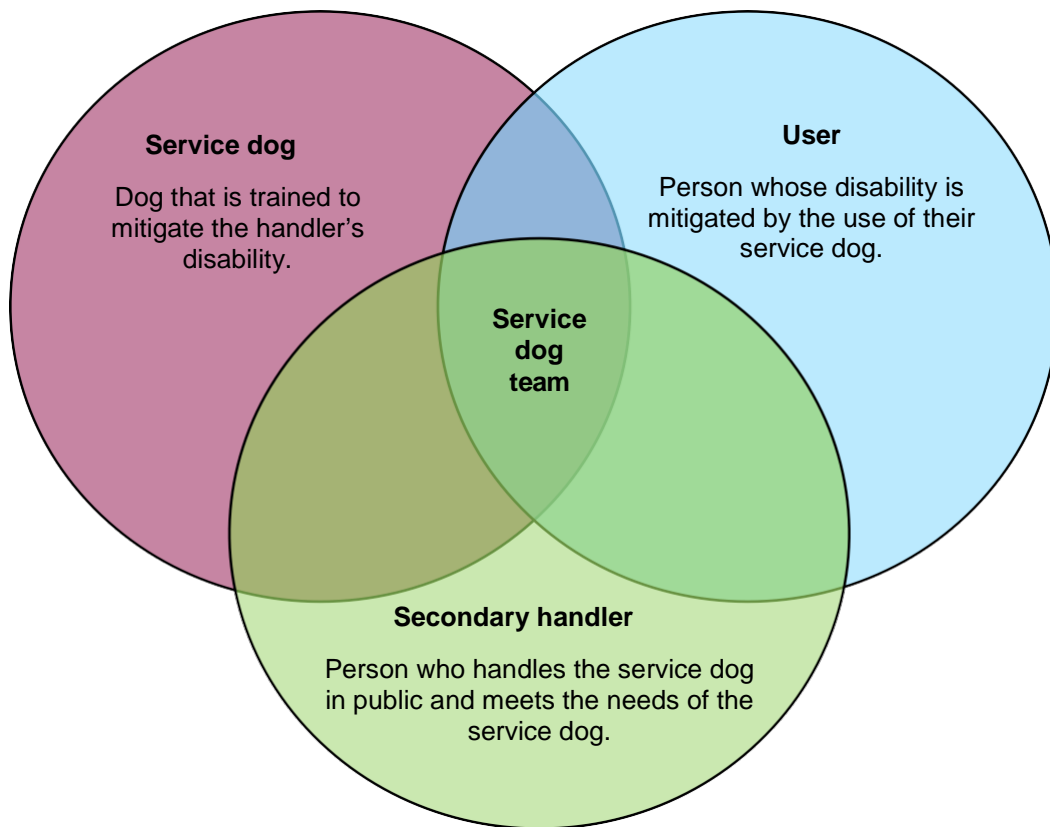 Service dog
Dog that is trained to
mitigate the handler’s
disability.
User
Person whose disability is
mitigated by the use of their
service dog.
Service
dog
team
Secondary handler
Person who handles the service dog
in public and meets the needs of the
service dog.